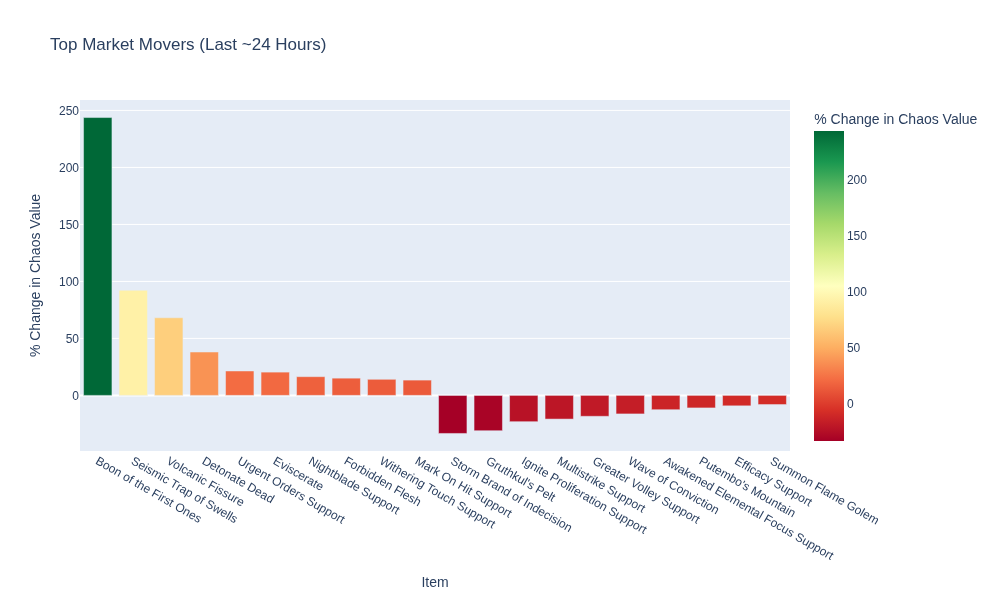 Top Market Movers (Last ~24 Hours)
% Change in Chaos Value
250
200
150
100
50
0
% Change in Chaos Value
200
150
100
50
0
Boon of the First Ones
Seismic Trap of Swells
Volcanic Fissure
Detonate Dead
Urgent Orders Support
Eviscerate
Nightblade Support
Forbidden Flesh
Withering Touch Support
Mark On Hit Support
Storm Brand of Indecision
Gruthkul's Pelt
Ignite Proliferation Support
Multistrike Support
Greater Volley Support
Wave of Conviction
Awakened Elemental Focus Support
Putembo's Mountain
Efficacy Support
Summon Flame Golem
Item